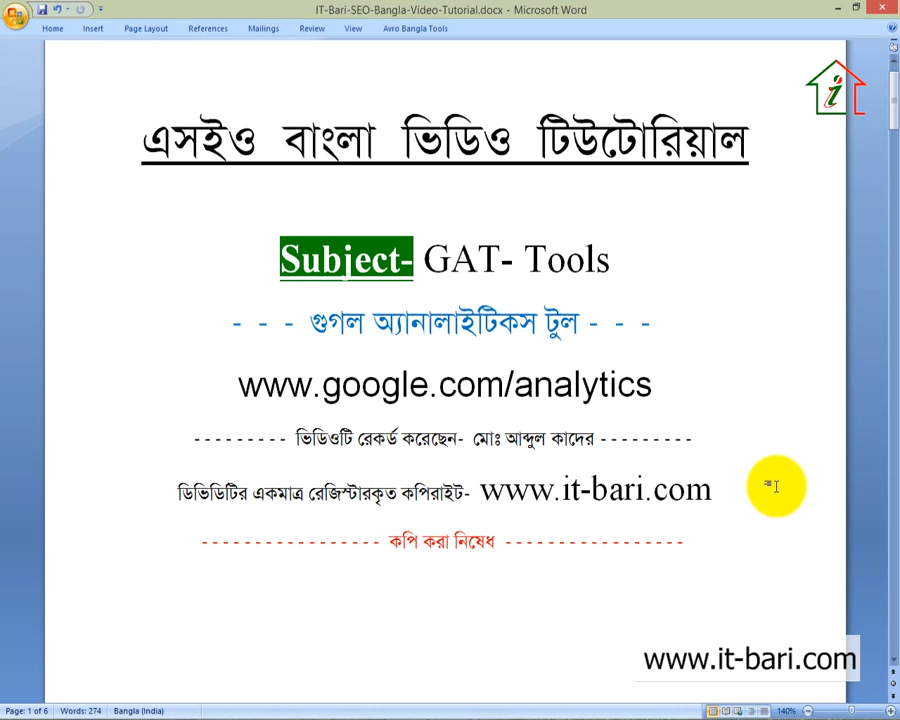 IT-Bari-SEO-Bangla-Video-Tutorial.docx - Microsoft Word
Home Insert Page Layout References Mailings Review View Avro Bangla Tools
এসইও বাংলা ভিডিও টিউটোরিয়াল
Subject- GAT- Tools
- - - গুগল অ্যানালাইটিকস টুল - - -
www.google.com/analytics
- - - - - - - - - ভিডিওটি রেকর্ড করেছেন- মোঃ আব্দুল কাদের - - - - - - - - -
ডিভিডিটির একমাত্র রেজিস্টারকৃত কপিরাইট- www.it-bari.com
- - - - - - - - - - - - - - - - - কপি করা নিষেধ - - - - - - - - - - - - - - - - -
www.it-bari.com
Page: 1 of 6 Words: 274 Bangla (India) 140%